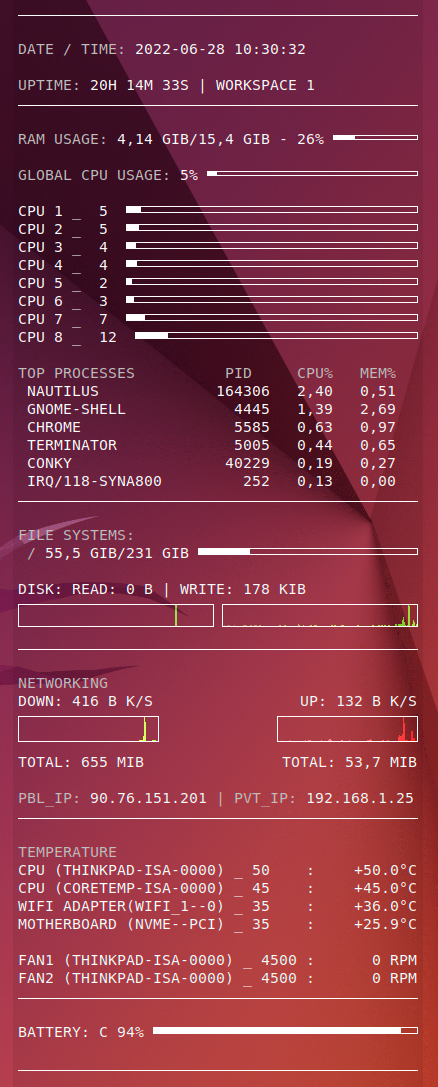 DATE / TIME: 2022-06-28 10:30:32
UPTIME: 20H 14M 33S | WORKSPACE 1
RAM USAGE: 4,14 GIB/15,4 GIB - 26%
GLOBAL CPU USAGE: 5%
CPU 1 _ 5
CPU 2 _ 5
CPU 3 _ 4
CPU 4 _ 4
CPU 5 _ 2
CPU 6 _ 3
CPU 7 _ 7
CPU 8 _ 12
TOP PROCESSES PID CPU% MEM%
NAUTILUS 164306 2,40 0,51
GNOME-SHELL 4445 1,39 2,69
CHROME 5585 0,63 0,97
TERMINATOR 5005 0,44 0,65
CONKY 40229 0,19 0,27
IRQ/118-SYNA800 252 0,13 0,00
FILE SYSTEMS:
/ 55,5 GIB/231 GIB
DISK: READ: 0 B | WRITE: 178 KIB
NETWORKING
DOWN: 416 B K/S UP: 132 B K/S
TOTAL: 655 MIB TOTAL: 53,7 MIB
PBL_IP: 90.76.151.201 | PVT_IP: 192.168.1.25
TEMPERATURE
CPU (THINKPAD-ISA-0000) _ 50 : +50.0°C
CPU (CORETEMP-ISA-0000) _ 45 : +45.0°C
WIFI ADAPTER(WIFI_1--0) _ 35 : +36.0°C
MOTHERBOARD (NVME--PCI) _ 35 : +25.9°C
FAN1 (THINKPAD-ISA-0000) _ 4500 : 0 RPM
FAN2 (THINKPAD-ISA-0000) _ 4500 : 0 RPM
BATTERY: C 94%